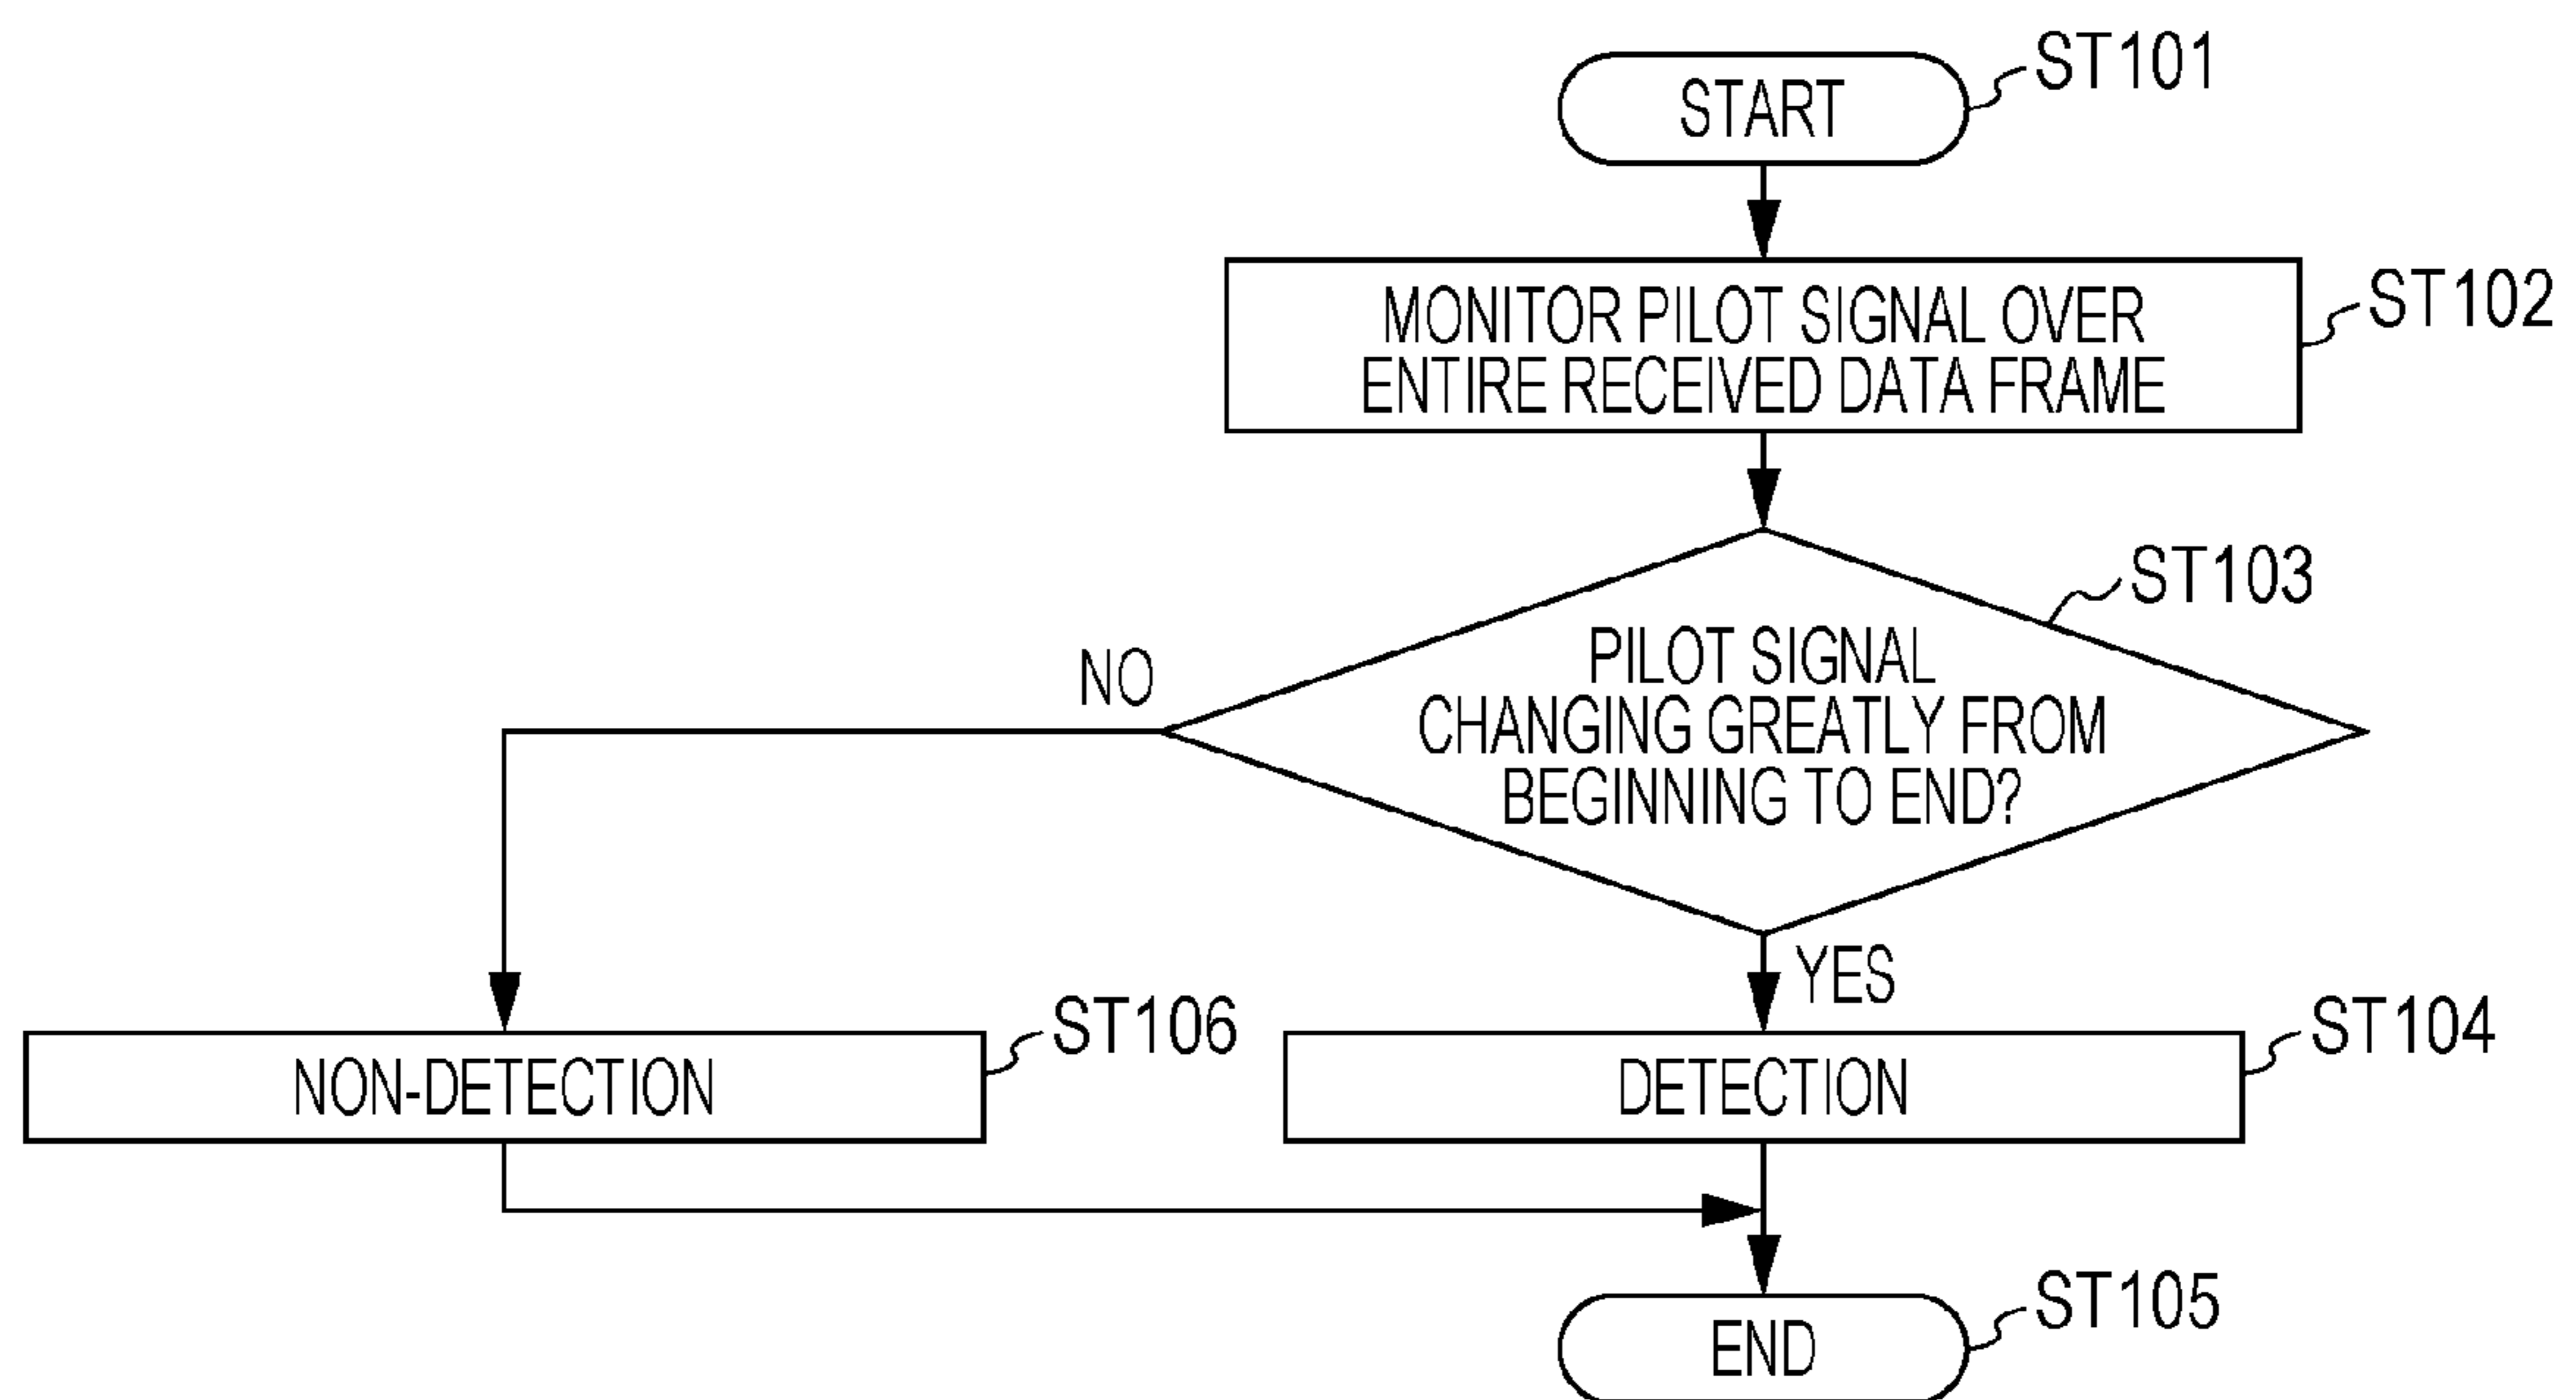 START
ST101
MONITOR PILOT SIGNAL OVER
ENTIRE RECEIVED DATA FRAME
ST102
ST103
PILOT SIGNAL
CHANGING GREATLY FROM
BEGINNING TO END?
NO
YES
NON-DETECTION
ST106
DETECTION
ST104
END
ST105